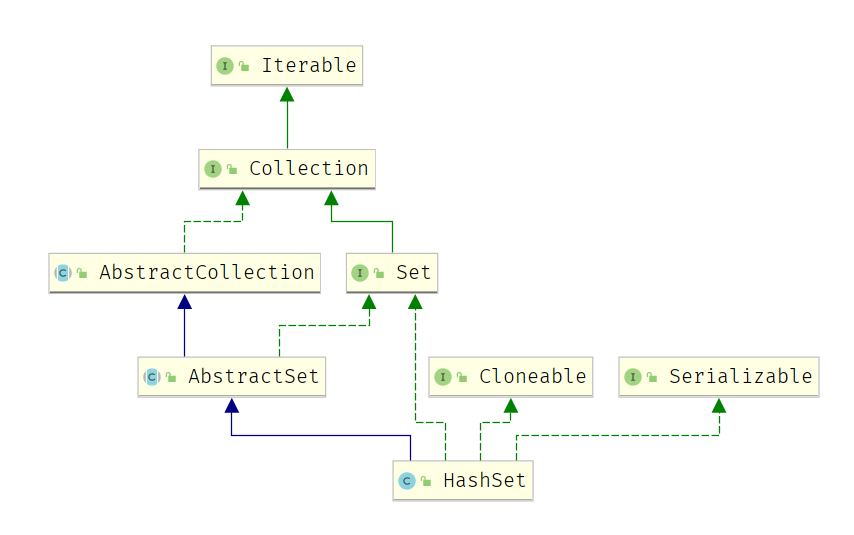 I Iterable
I Collection
C AbstractCollection
I Set
C AbstractSet
I Cloneable
I Serializable
C HashSet